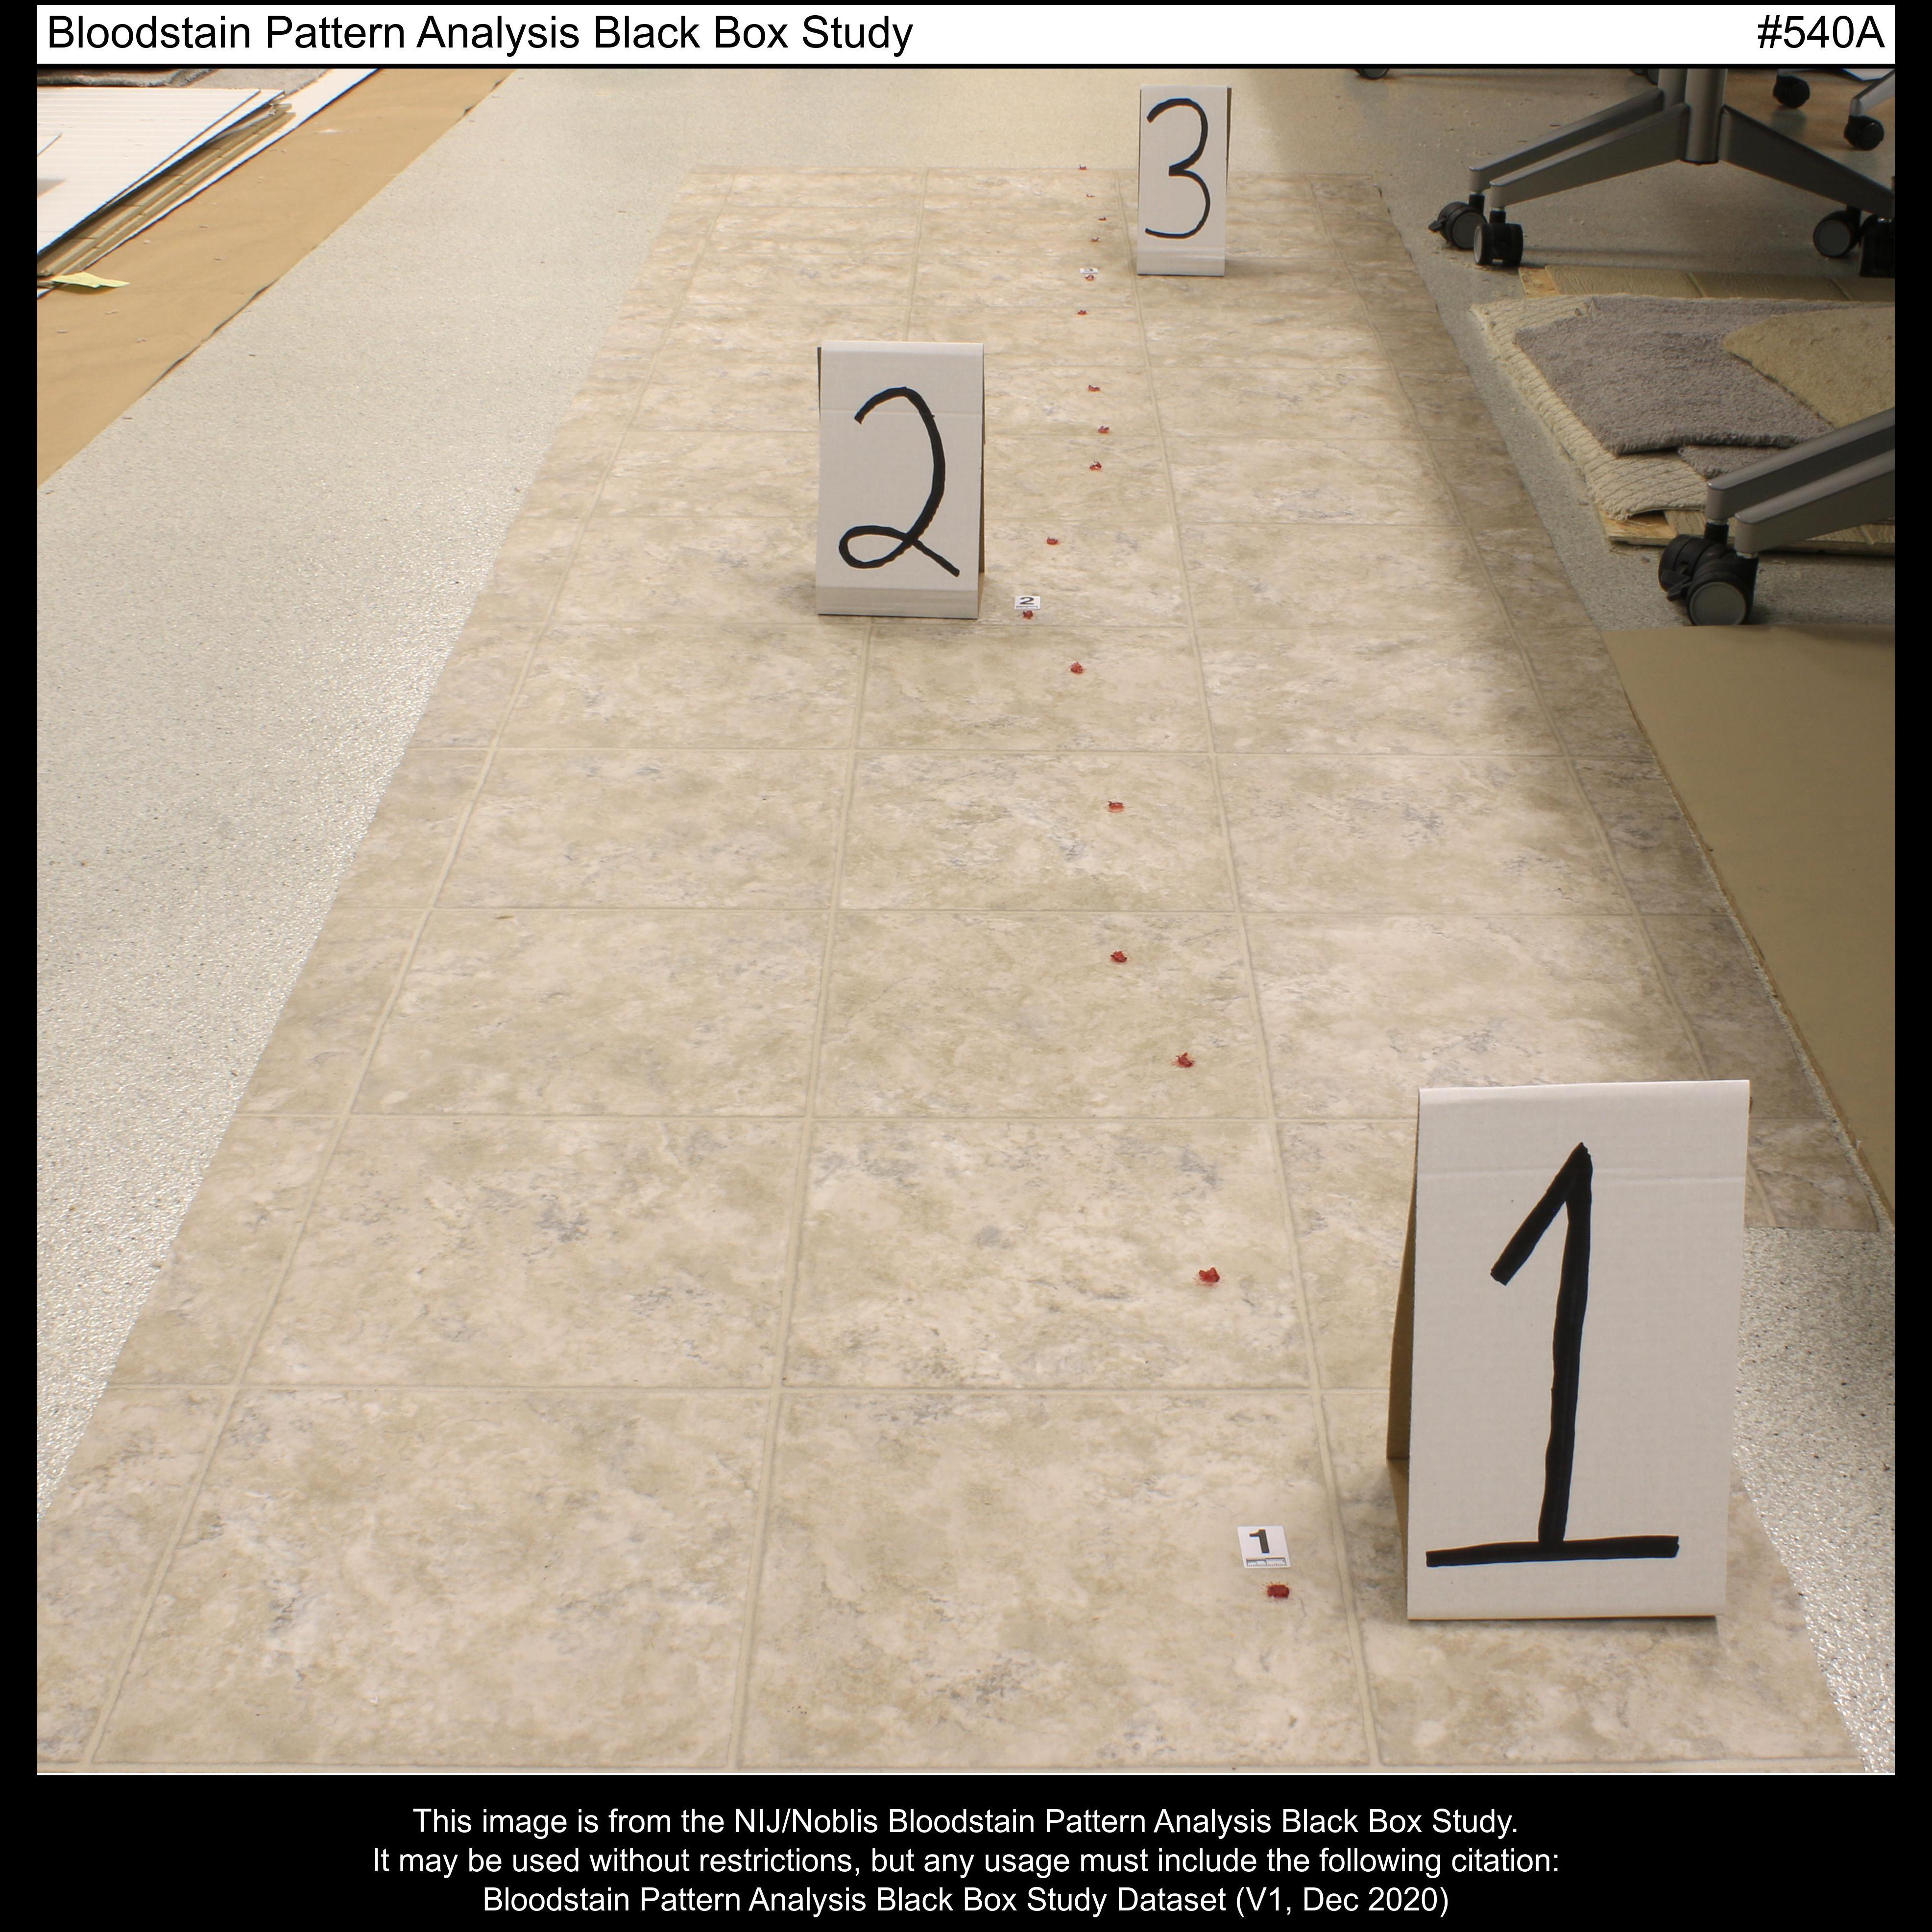 Bloodstain Pattern Analysis Black Box Study #540A
3
3
2
2
1
1
This image is from the NIJ/Noblis Bloodstain Pattern Analysis Black Box Study.
It may be used without restrictions, but any usage must include the following citation:
Bloodstain Pattern Analysis Black Box Study Dataset (V1, Dec 2020)